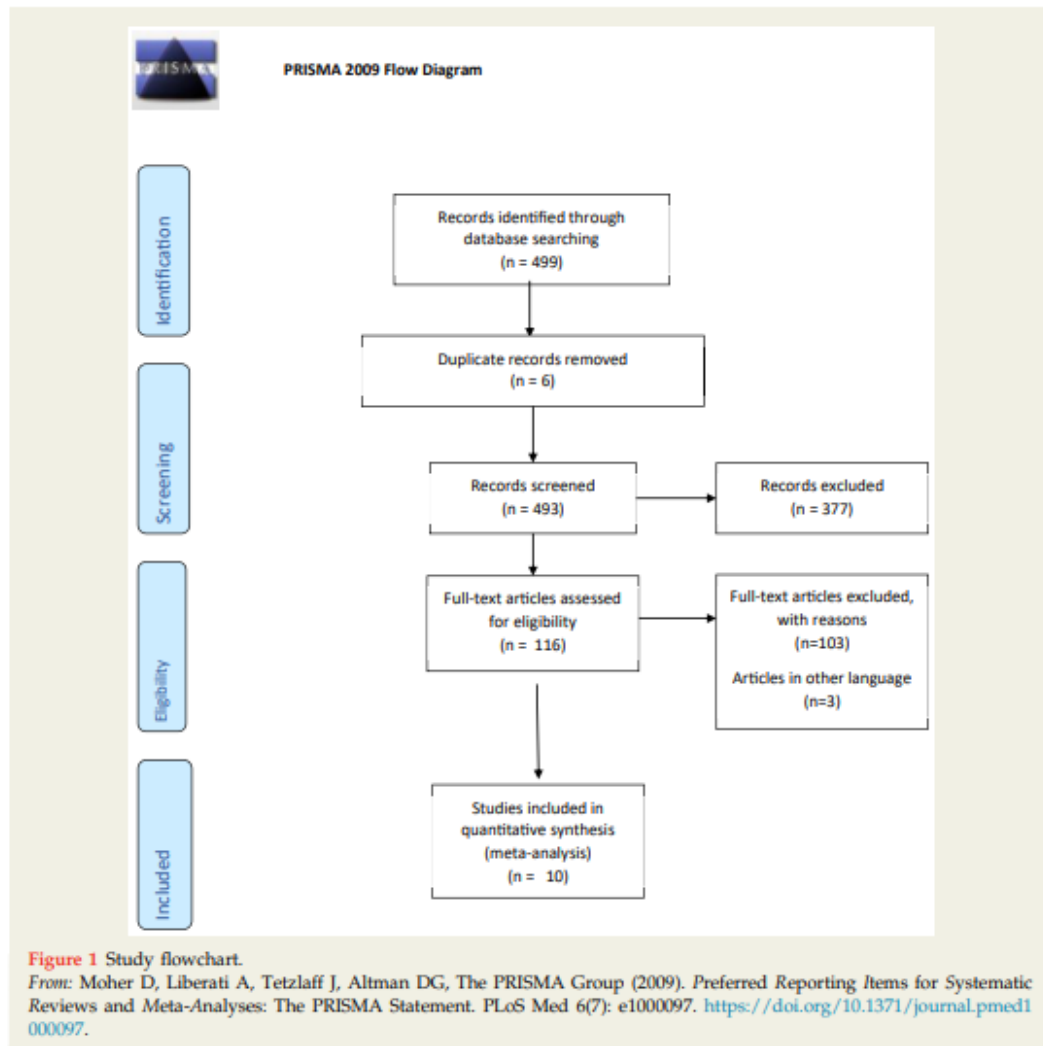 PRISMA
PRISMA 2009 Flow Diagram
Identification
Records identified through
database searching
(n = 499)
Duplicate records removed
(n = 6)
Screening
Records screened
(n = 493)
Records excluded
(n = 377)
Eligibility
Full-text articles assessed
for eligibility
(n = 116)
Full-text articles excluded,
with reasons
(n=103)
Articles in other language
(n=3)
Included
Studies included in
quantitative synthesis
(meta-analysis)
(n = 10)
Figure 1 Study flowchart.
From: Moher D, Liberati A, Tetzlaff J, Altman DG, The PRISMA Group (2009). Preferred Reporting Items for Systematic
Reviews and Meta-Analyses: The PRISMA Statement. PLoS Med 6(7): e1000097. https://doi.org/10.1371/journal.pmed1
000097.